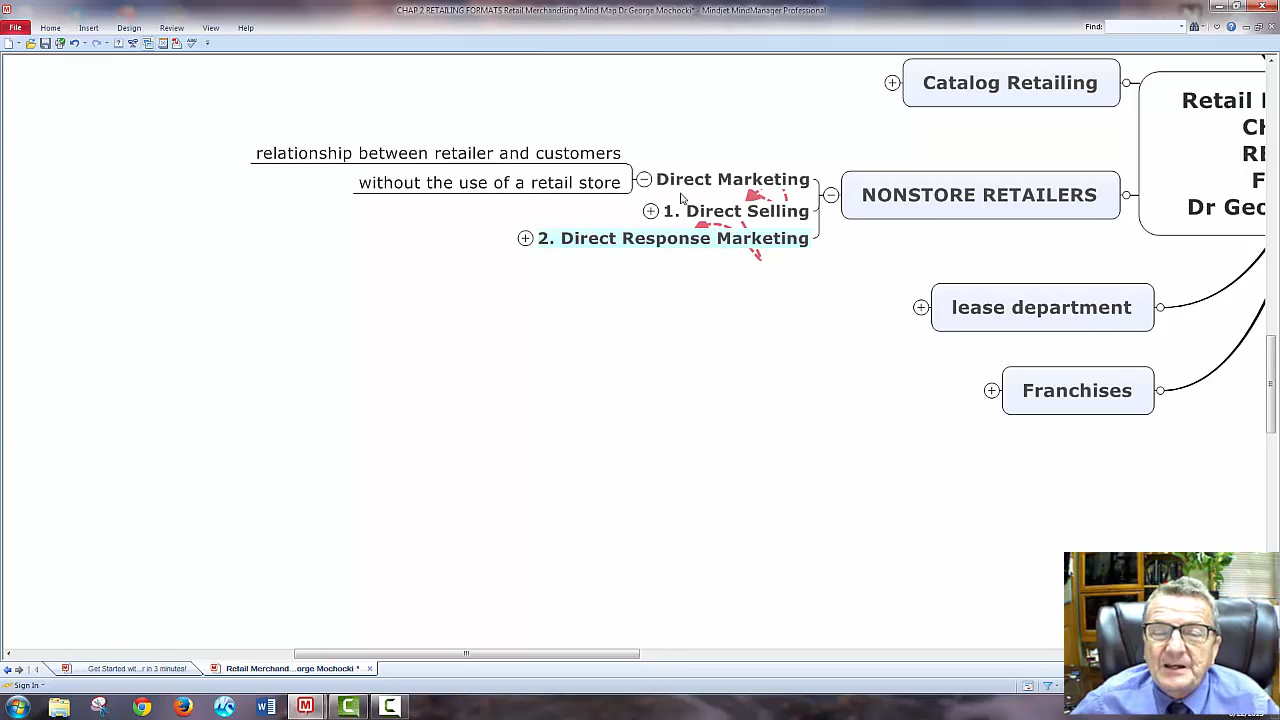 CHAP 2 RETAILING FORMATS Retail Merchandising Mind Map Dr George Mochocki* - Mindjet MindManager Professional
File Home Insert Design Review View Help Find:
Catalog Retailing
relationship between retailer and customers
without the use of a retail store
Direct Marketing
1. Direct Selling
2. Direct Response Marketing
NONSTORE RETAILERS
Retail
CH
RE
F
Dr Geo
lease department
Franchises
Get Started wit...r in 3 minutes!
Retail Merchand...orge Mochocki *
Sign In